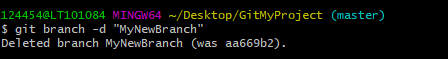 124454@LT101084 MINGW64 ~/Desktop/GitMyProject (master)
$ git branch -d "MyNewBranch"
Deleted branch MyNewBranch (was aa669b2).